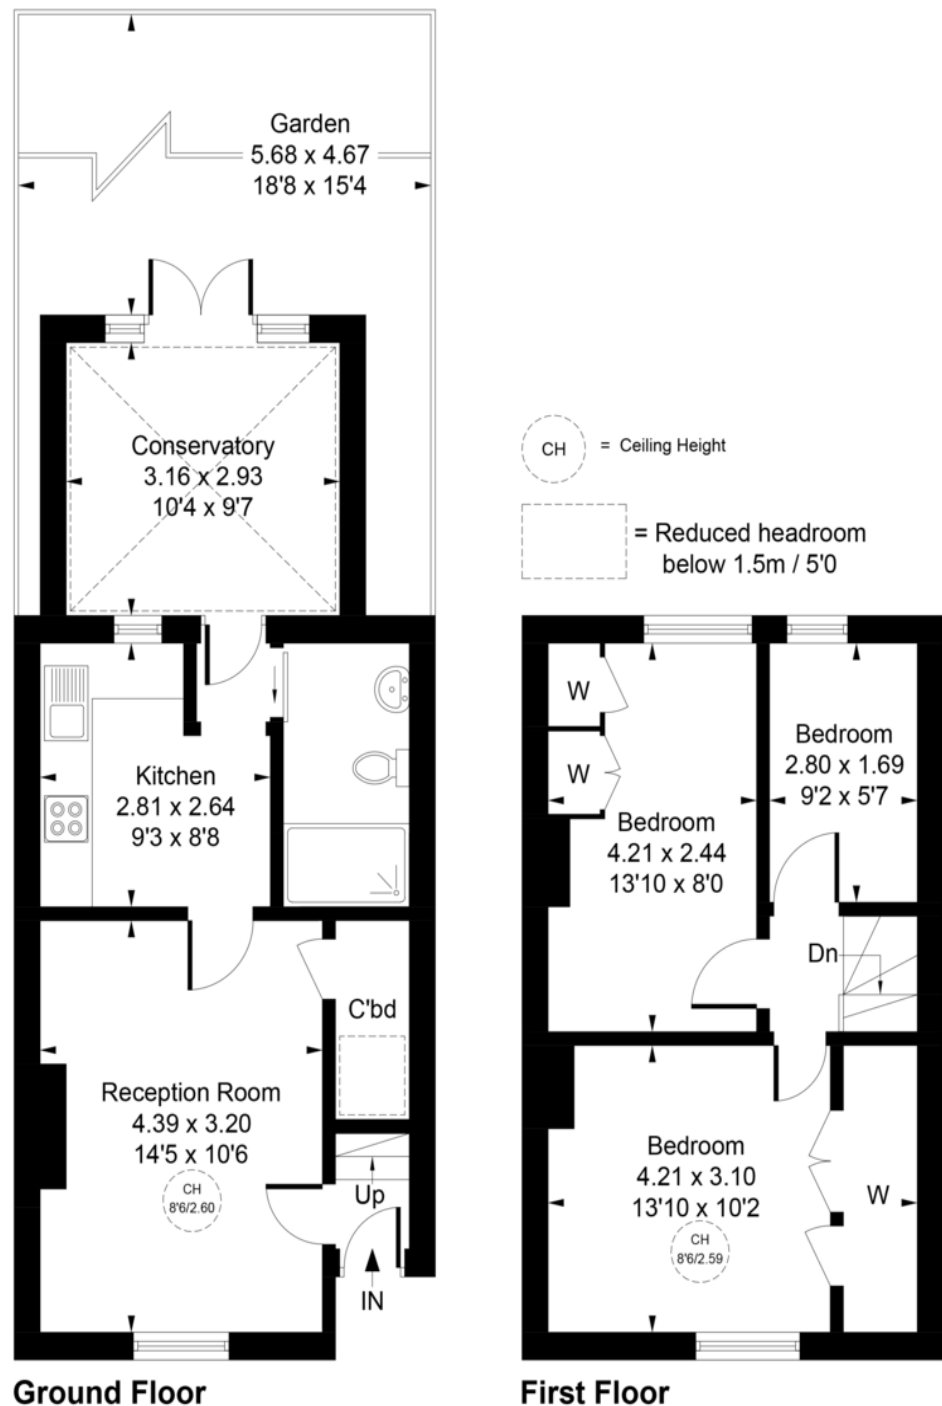 Garden
5.68 x 4.67
18'8 x 15'4
Conservatory
3.16 x 2.93
10'4 x 9'7
Kitchen
2.81 x 2.64
9'3 x 8'8
C'bd
Reception Room
4.39 x 3.20
14'5 x 10'6
CH
8'6/2.60
Up
IN
Ground Floor
CH
= Ceiling Height
= Reduced headroom
below 1.5m / 5'0
W
W
Bedroom
4.21 x 2.44
13'10 x 8'0
Bedroom
2.80 x 1.69
9'2 x 5'7
Dn
Bedroom
4.21 x 3.10
13'10 x 10'2
CH
8'6/2.59
W
First Floor